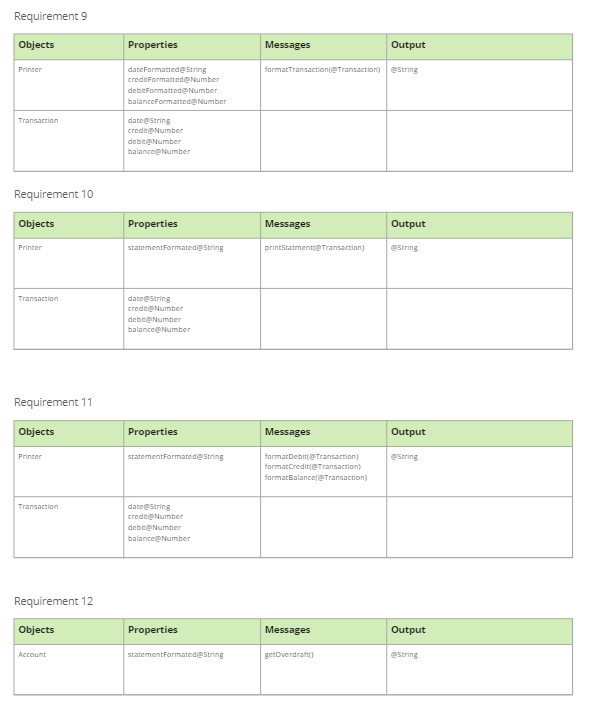 Requirement 9
Objects Properties Messages Output
Printer dateFormatted@String formatTransaction(@Transaction) @String
creditFormatted@Number
debitFormatted@Number
balanceFormatted@Number
Transaction date@String
credit@Number
debit@Number
balance@Number
Requirement 10
Objects Properties Messages Output
Printer statementFormated@String printStatment(@Transaction) @String
Transaction date@String
credit@Number
debit@Number
balance@Number
Requirement 11
Objects Properties Messages Output
Printer statementFormated@String formatDebit(@Transaction) @String
formatCredit(@Transaction)
formatBalance(@Transaction)
Transaction date@String
credit@Number
debit@Number
balance@Number
Requirement 12
Objects Properties Messages Output
Account statementFormated@String getOverdraft() @String